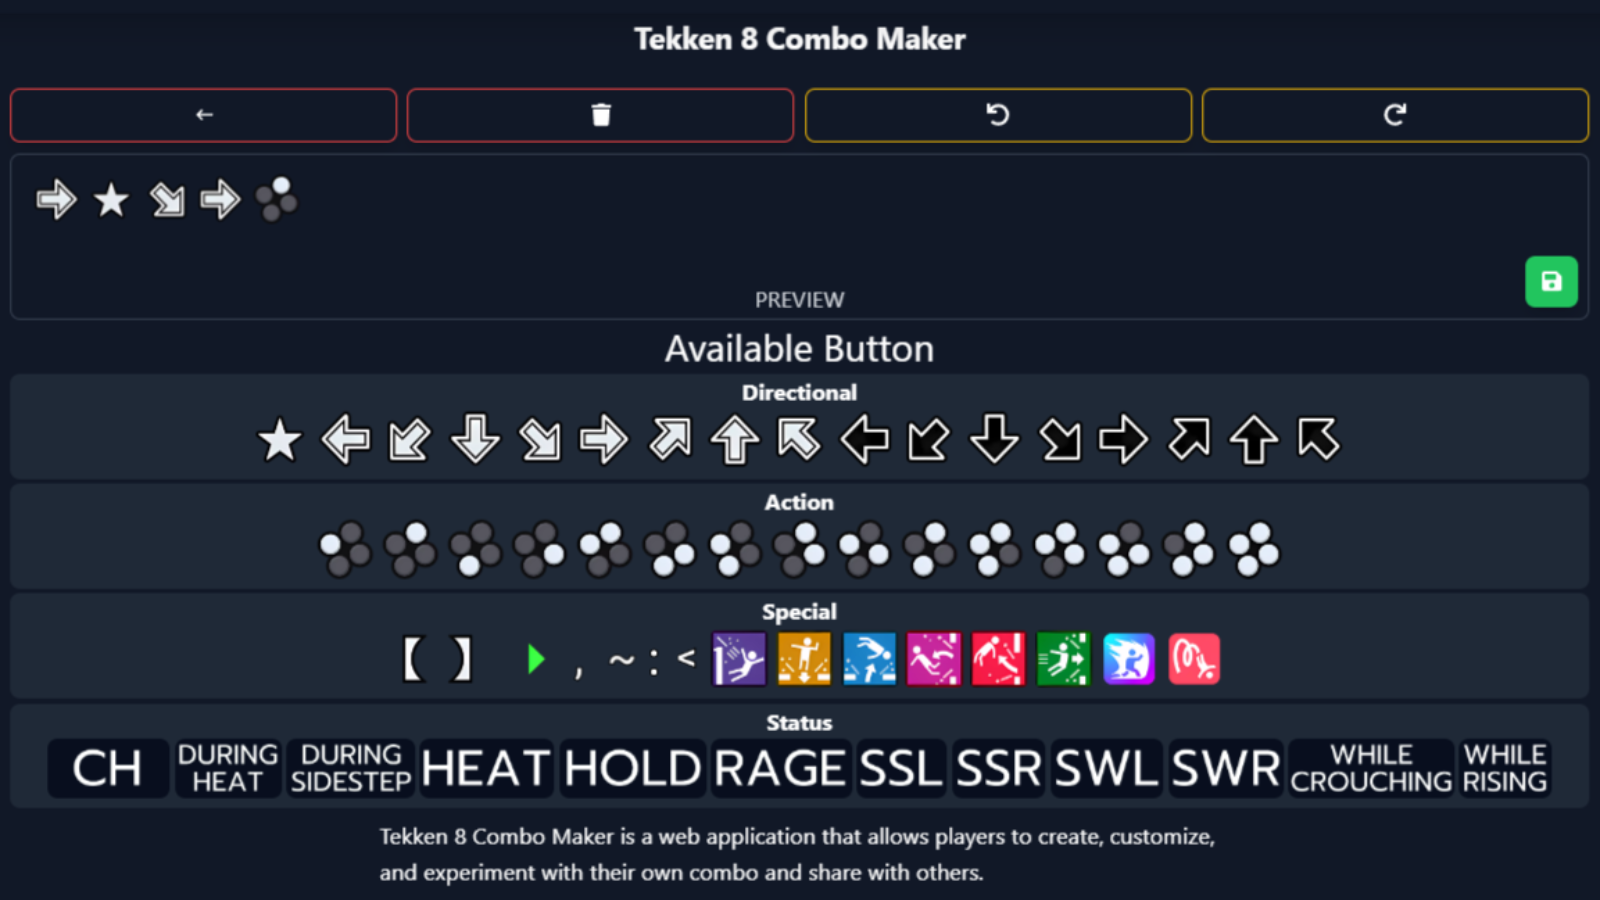 Tekken 8 Combo Maker
PREVIEW
Available Button
Directional
Action
Special
【 】 , ~ : <
Status
CH DURING HEAT DURING SIDESTEP HEAT HOLD RAGE SSL SSR SWL SWR WHILE CROUCHING WHILE RISING
Tekken 8 Combo Maker is a web application that allows players to create, customize,
and experiment with their own combo and share with others.